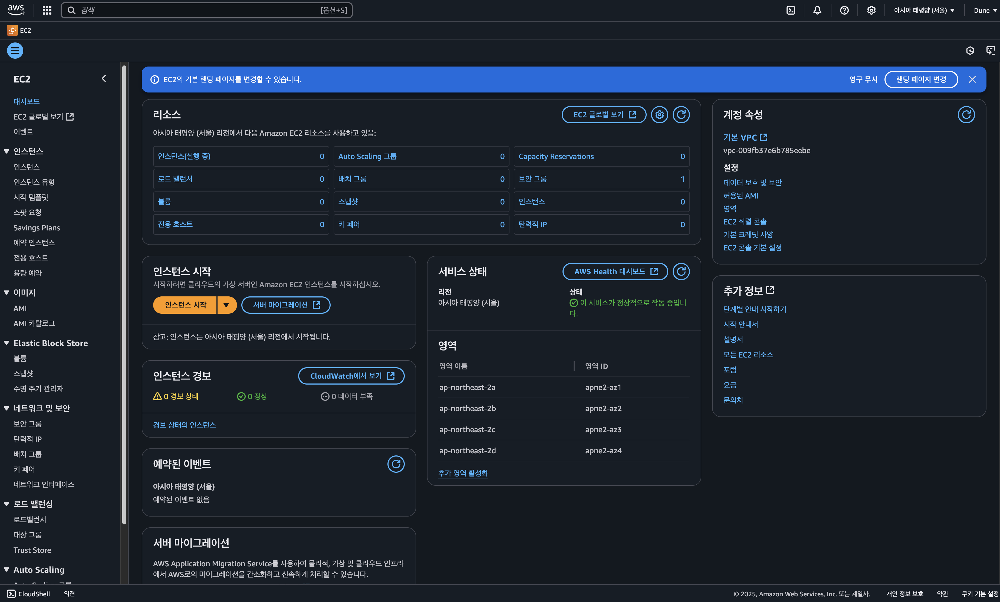 aws
검색
[옵션+S]
아시아 태평양 (서울)
Dune
EC2
EC2
대시보드
EC2 글로벌 보기
이벤트
인스턴스
인스턴스
인스턴스 유형
시작 템플릿
스팟 요청
Savings Plans
예약 인스턴스
전용 호스트
용량 예약
이미지
AMI
AMI 카탈로그
Elastic Block Store
볼륨
스냅샷
수명 주기 관리자
네트워크 및 보안
보안 그룹
탄력적 IP
배치 그룹
키 페어
네트워크 인터페이스
로드 밸런싱
로드밸런서
대상 그룹
Trust Store
Auto Scaling
Auto Scaling 그룹
EC2의 기본 랜딩 페이지를 변경할 수 있습니다.
영구 무시
랜딩 페이지 변경
리소스
EC2 글로벌 보기
아시아 태평양 (서울) 리전에서 다음 Amazon EC2 리소스를 사용하고 있음:
인스턴스(실행 중) 0
Auto Scaling 그룹 0
Capacity Reservations 0
로드 밸런서 0
배치 그룹 0
보안 그룹 1
볼륨 0
스냅샷 0
인스턴스 0
전용 호스트 0
키 페어 0
탄력적 IP 0
인스턴스 시작
시작하려면 클라우드의 가상 서버인 Amazon EC2 인스턴스를 시작하십시오.
인스턴스 시작
서버 마이그레이션
참고: 인스턴스는 아시아 태평양 (서울) 리전에서 시작됩니다.
인스턴스 경보
CloudWatch에서 보기
0 경보 상태
0 정상
0 데이터 부족
경보 상태의 인스턴스
예약된 이벤트
아시아 태평양 (서울)
예약된 이벤트 없음
서버 마이그레이션
AWS Application Migration Service를 사용하여 물리적, 가상 및 클라우드 인프라
에서 AWS로의 마이그레이션을 간소화하고 신속하게 처리할 수 있습니다.
서비스 상태
AWS Health 대시보드
리전
아시아 태평양 (서울)
상태
이 서비스가 정상적으로 작동 중입니
다.
영역
영역 이름
영역 ID
ap-northeast-2a apne2-az1
ap-northeast-2b apne2-az2
ap-northeast-2c apne2-az3
ap-northeast-2d apne2-az4
추가 영역 활성화
계정 속성
기본 VPC
vpc-009fb37e6b785eebe
설정
데이터 보호 및 보안
허용된 AMI
영역
EC2 직렬 콘솔
기본 크레딧 사양
EC2 콘솔 기본 설정
추가 정보
단계별 안내 시작하기
시작 안내서
설명서
모든 EC2 리소스
포럼
요금
문의처
CloudShell
의견
© 2025, Amazon Web Services, Inc. 또는 계열사.
개인 정보 보호
약관
쿠키 기본 설정